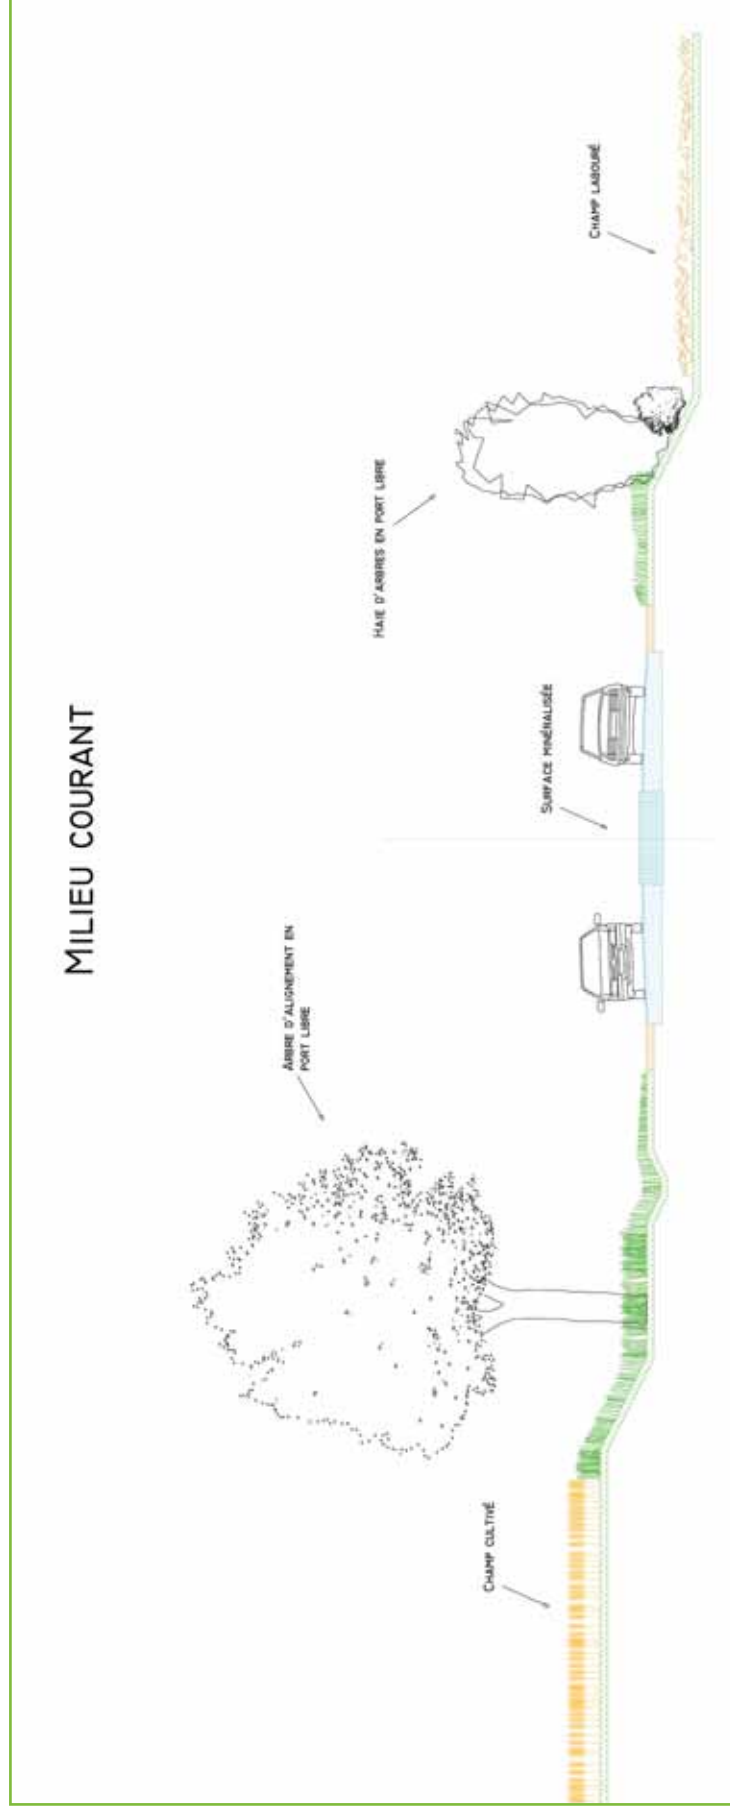 MILIEU COURANT
ARBRE D'ALIGNEMENT EN
PORT LIBRE
HAIE D'ARBRES EN PORT LIBRE
CHAMP LABOURÉ
CHAMP CULTIVÉ
SURFACE MINÉRALISÉE